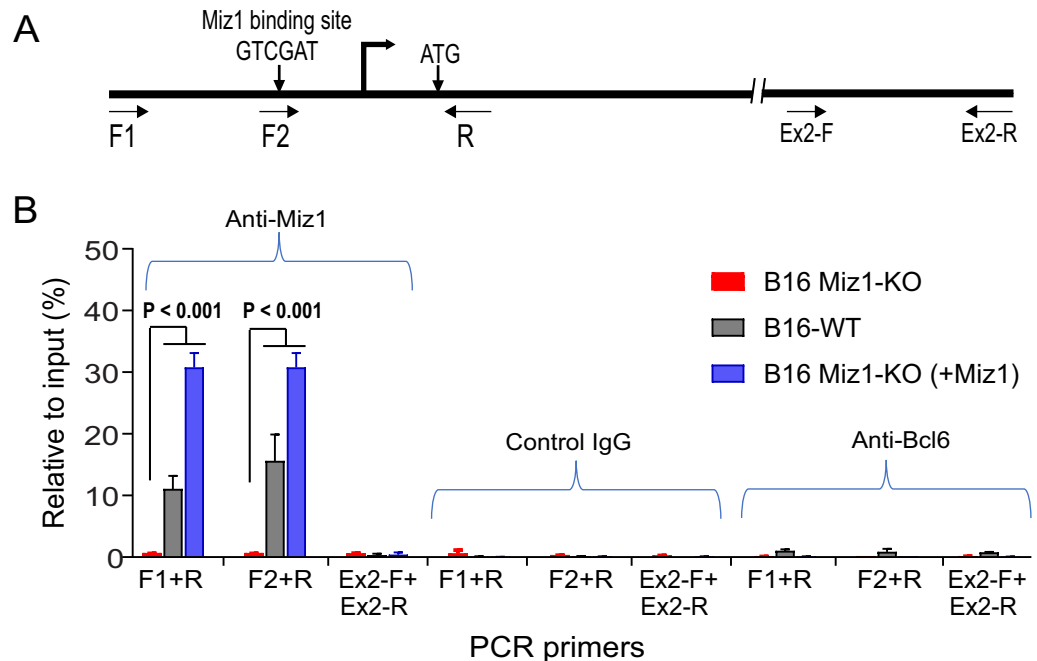 A
Miz1 binding site
GTCGAT
ATG
F1
F2
R
Ex2-F
Ex2-R
B
Anti-Miz1
50
40
30
20
10
0
Relative to input (%)
P < 0.001
P < 0.001
B16 Miz1-KO
B16-WT
B16 Miz1-KO (+Miz1)
Control IgG
Anti-Bcl6
F1+R
F2+R
Ex2-F+
Ex2-R
F1+R
F2+R
Ex2-F+
Ex2-R
F1+R
F2+R
Ex2-F+
Ex2-R
PCR primers